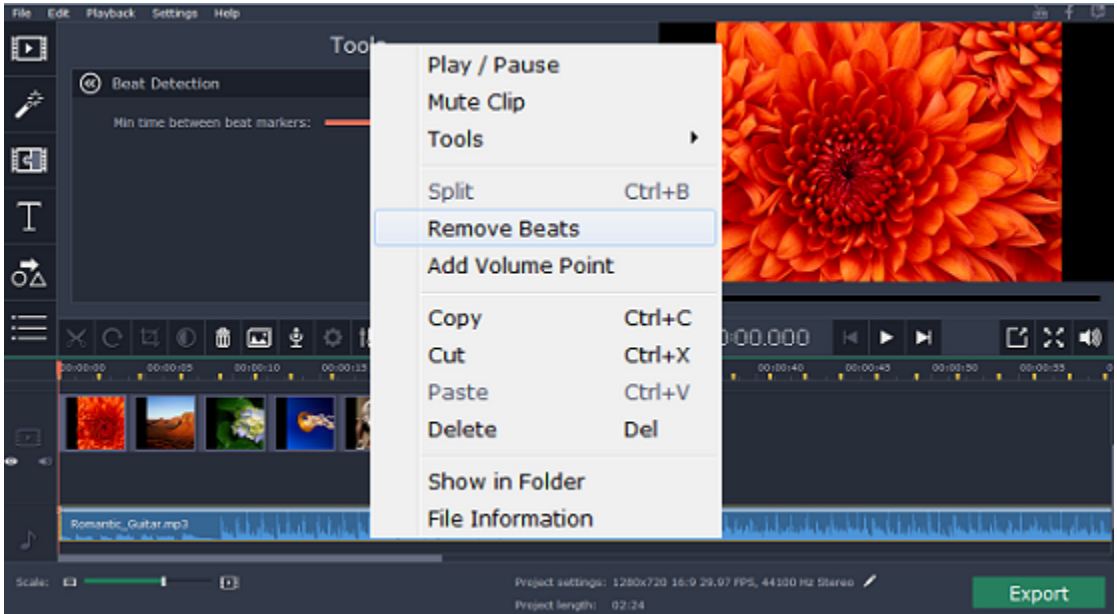 File Edit Playback Settings Help
Tools
Beat Detection
Min time between beat markers:
Play / Pause
Mute Clip
Tools
Split Ctrl+B
Remove Beats
Add Volume Point
Copy Ctrl+C
Cut Ctrl+X
Paste Ctrl+V
Delete Del
Show in Folder
File Information
:00.000
00:00:00 00:00:05 00:00:10 00:00:15 00:00:40 00:00:45 00:00:50 00:00:55
Romantic_Guitar.mp3
Scale:
Project settings: 1280x720 16:9 29.97 FPS, 44100 Hz Stereo
Project length: 02:24
Export